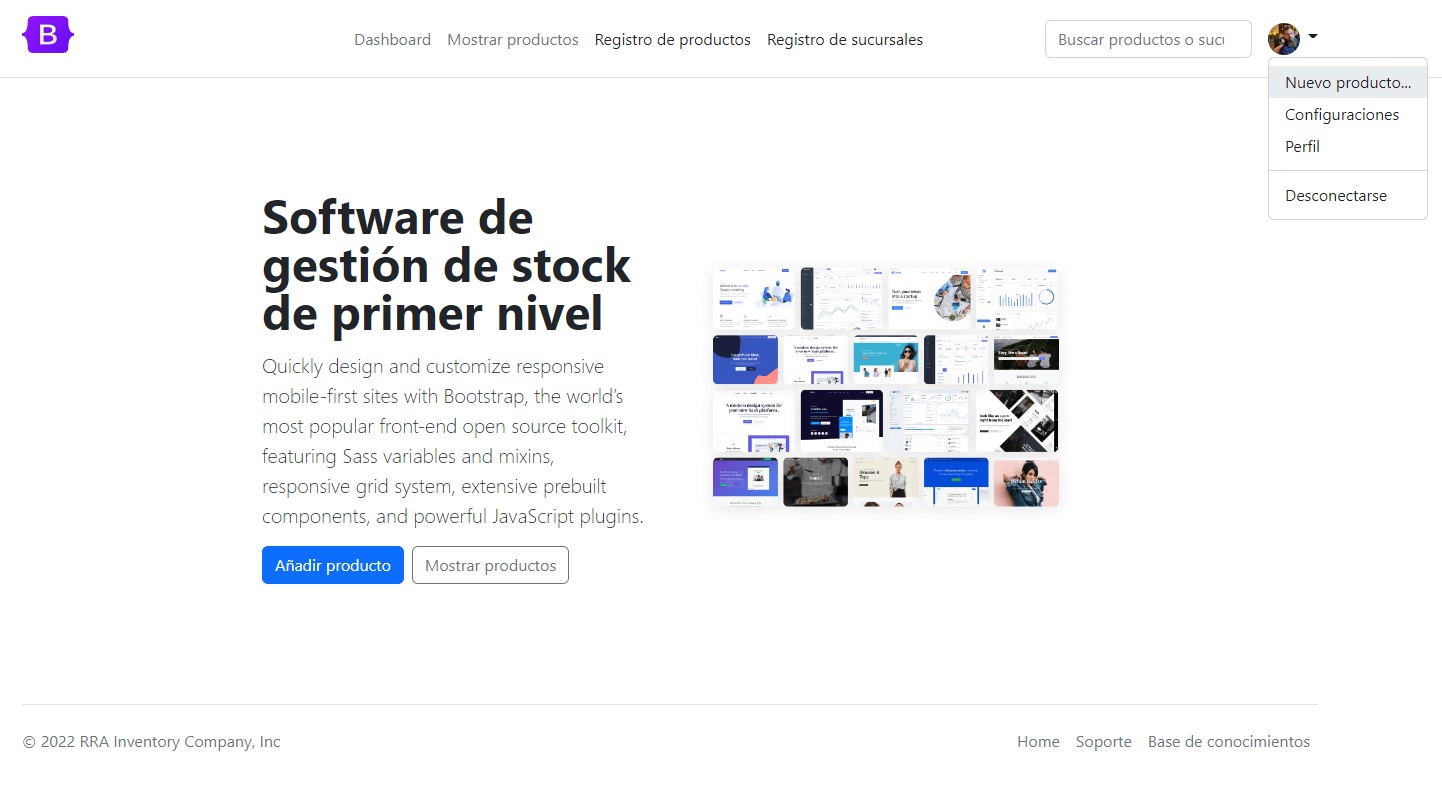 B
Dashboard
Mostrar productos
Registro de productos
Registro de sucursales
Buscar productos o sucu
Nuevo producto...
Configuraciones
Perfil
Desconectarse
Software de
gestión de stock
de primer nivel
Quickly design and customize responsive
mobile-first sites with Bootstrap, the world’s
most popular front-end open source toolkit,
featuring Sass variables and mixins,
responsive grid system, extensive prebuilt
components, and powerful JavaScript plugins.
Añadir producto
Mostrar productos
© 2022 RRA Inventory Company, Inc
Home
Soporte
Base de conocimientos